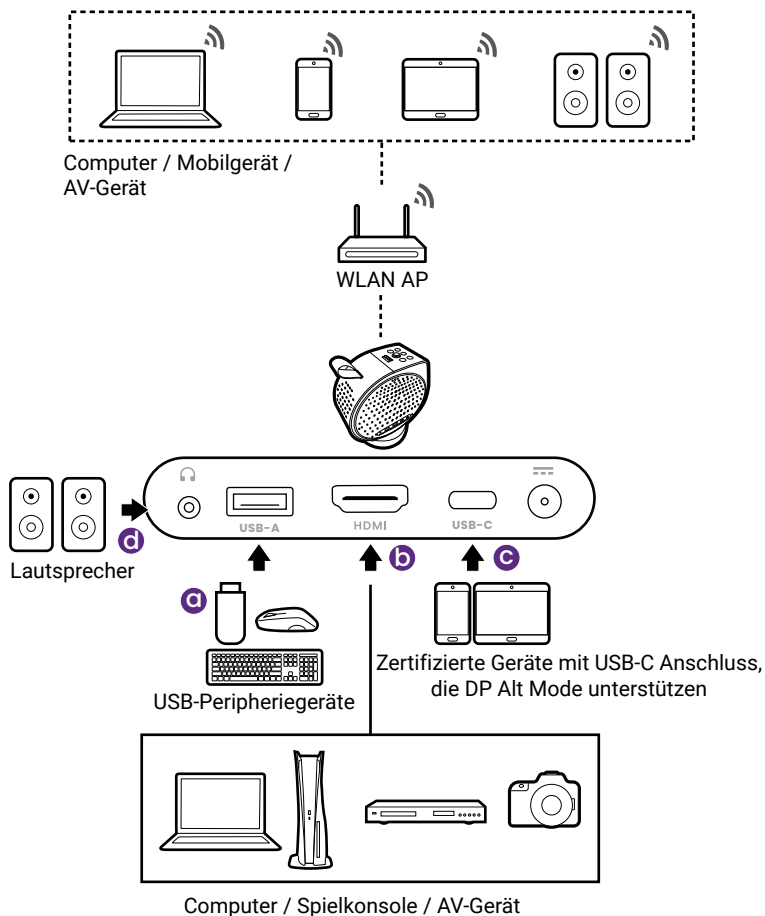 Computer / Mobilgerät /
AV-Gerät
WLAN AP
USB-A
HDMI
USB-C
d
b
c
Lautsprecher
a
Zertifizierte Geräte mit USB-C Anschluss,
die DP Alt Mode unterstützen
USB-Peripheriegeräte
Computer / Spielkonsole / AV-Gerät